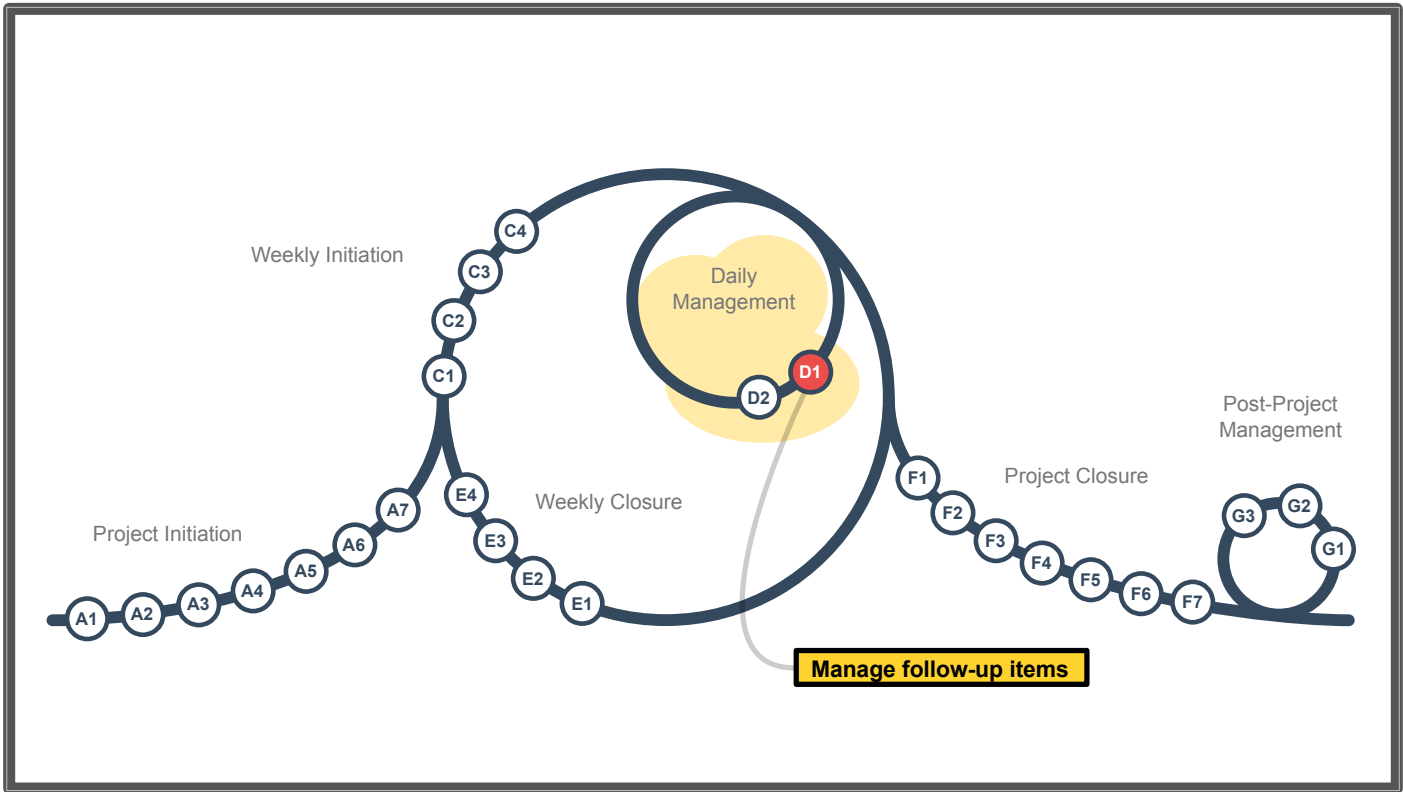 C4
C3
Weekly Initiation
Daily
Management
C2
D1
C1
D2
Post-Project
Management
F1
Project Closure
E4
Weekly Closure
A7
F2
G3
G2
Project Initiation
A6
E3
F3
G1
A5
E2
F4
A4
F5
A3
E1
F6
F7
A2
A1
Manage follow-up items